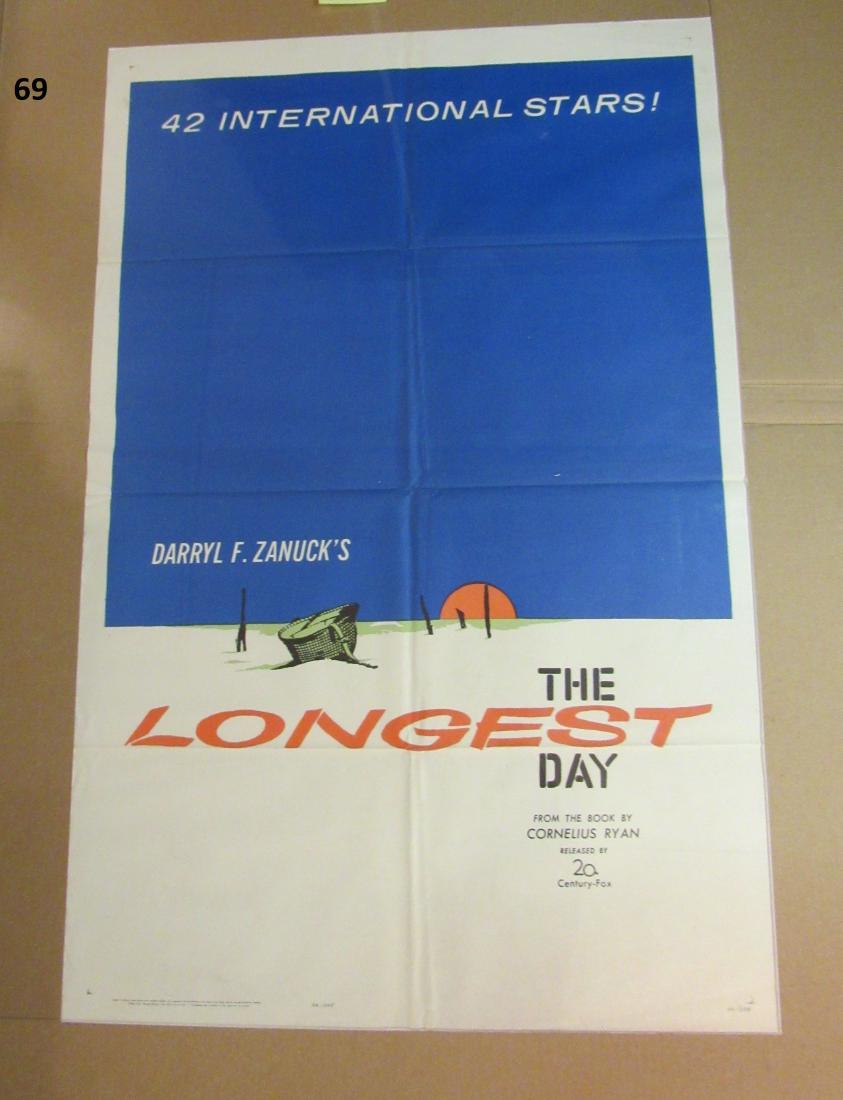 69
42 INTERNATIONAL STARS!
DARRYL F. ZANUCK'S
THE
LONGEST
DAY
FROM THE BOOK BY
CORNELIUS RYAN
RELEASED BY
20
Century-Fox